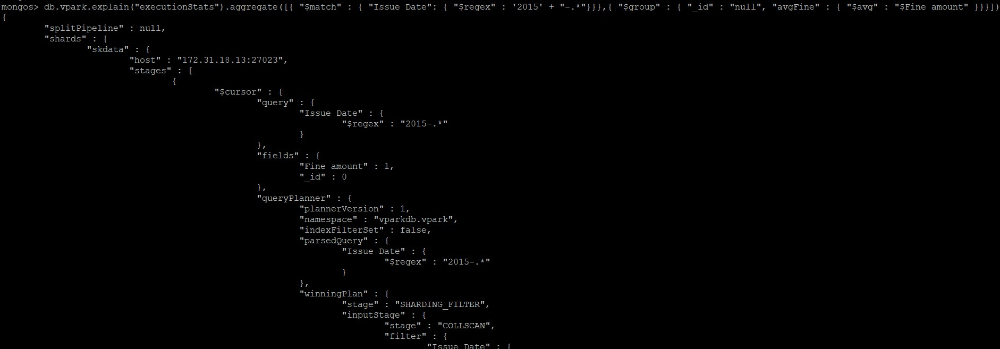 mongos> db.vpark.explain("executionStats").aggregate([{ "$match" : { "Issue Date": { "$regex" : '2015' + "-.*"}}},{ "$group" : { "_id" : "null", "avgFine" : { "$avg" : "$Fine amount" }}}])
{
"splitPipeline" : null,
"shards" : {
"skdata" : {
"host" : "172.31.18.13:27023",
"stages" : [
{
"$cursor" : {
"query" : {
"Issue Date" : {
"$regex" : "2015-.*"
}
},
"fields" : {
"Fine amount" : 1,
"_id" : 0
},
"queryPlanner" : {
"plannerVersion" : 1,
"namespace" : "vparkdb.vpark",
"indexFilterSet" : false,
"parsedQuery" : {
"Issue Date" : {
"$regex" : "2015-.*"
}
},
"winningPlan" : {
"stage" : "SHARDING_FILTER",
"inputStage" : {
"stage" : "COLLSCAN",
"filter" : {
"Issue Date" : {